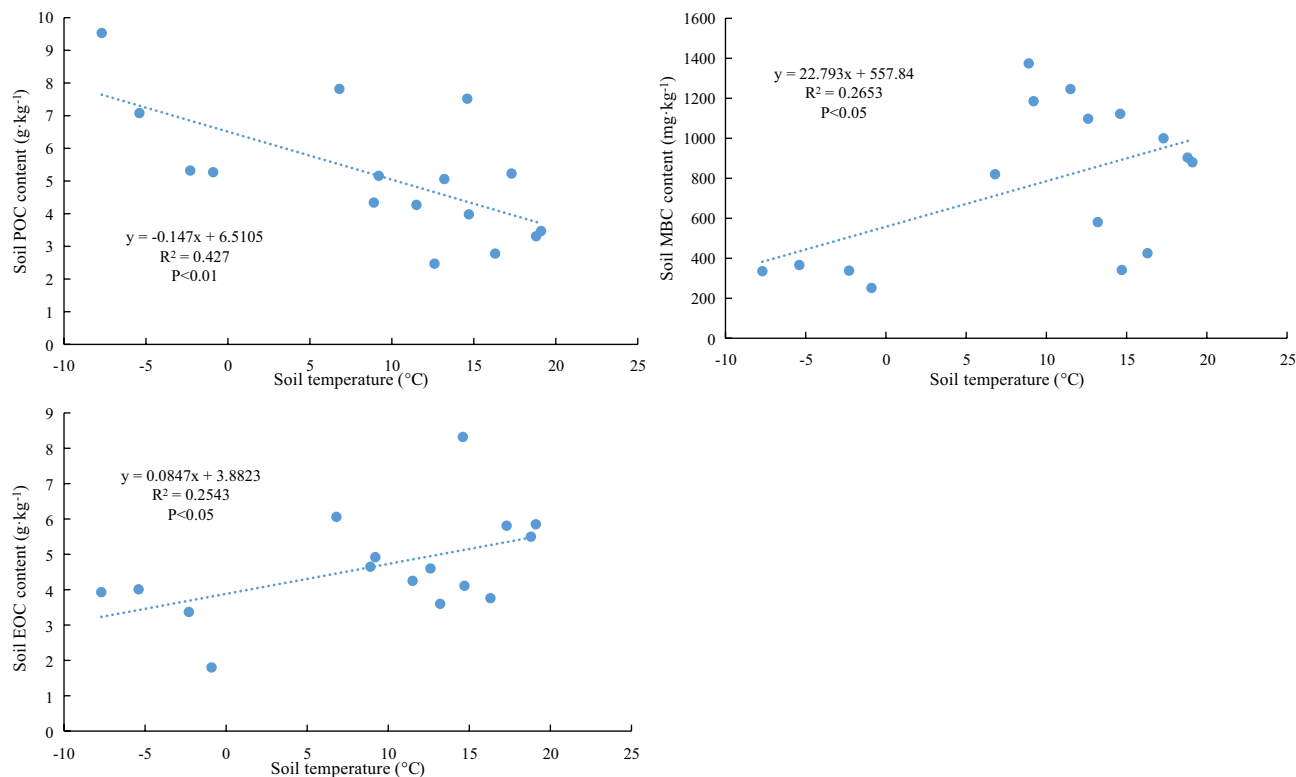 10
9
8
7
6
5
4
3
2
1
0
Soil POC content (g·kg-1)
y = -0.147x + 6.5105
R2 = 0.427
P<0.01
-10 -5 0 5 10 15 20 25
Soil temperature (°C)
1600
1400
1200
1000
800
600
400
200
0
Soil MBC content (mg·kg-1)
y = 22.793x + 557.84
R2 = 0.2653
P<0.05
-10 -5 0 5 10 15 20 25
Soil temperature (°C)
9
8
7
6
5
4
3
2
1
0
Soil EOC content (g·kg-1)
y = 0.0847x + 3.8823
R2 = 0.2543
P<0.05
-10 -5 0 5 10 15 20 25
Soil temperature (°C)